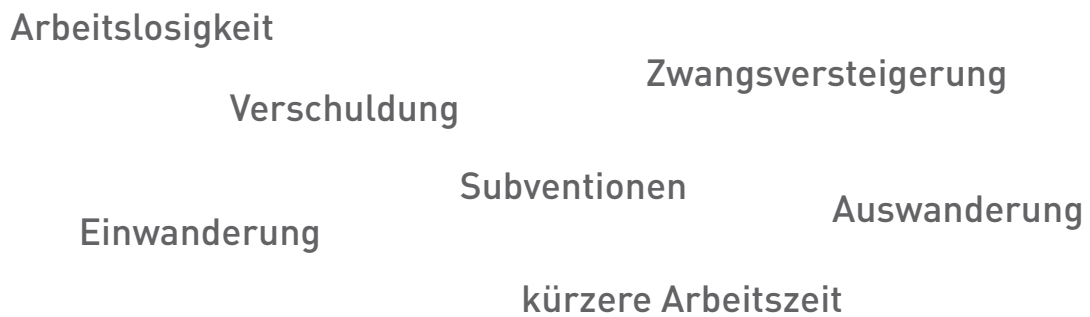 Arbeitslosigkeit
Zwangsversteigerung
Verschuldung
Subventionen
Auswanderung
Einwanderung
kürzere Arbeitszeit